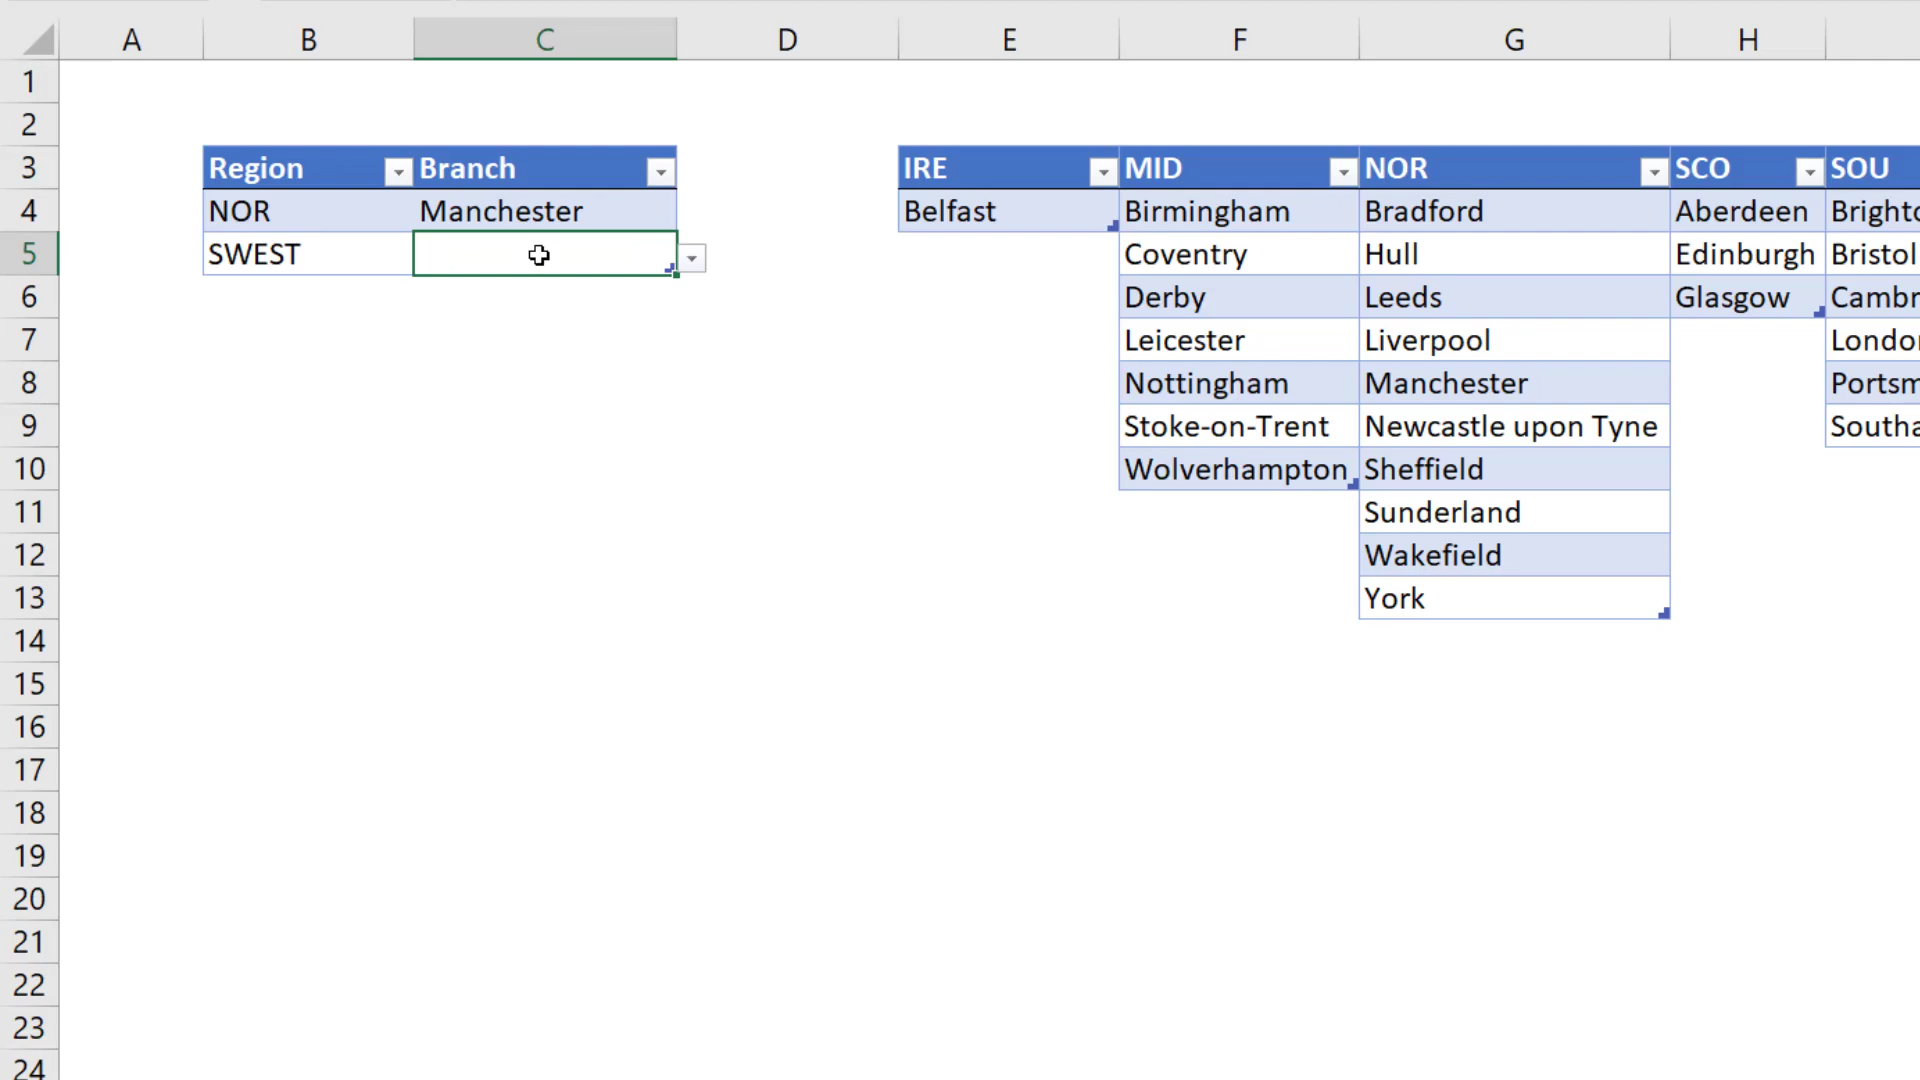 A B C D E F G H
1
2
3 Region Branch IRE MID NOR SCO SOU
4 NOR Manchester Belfast Birmingham Bradford Aberdeen Brighto
5 SWEST Coventry Hull Edinburgh Bristol
6 Derby Leeds Glasgow Cambr
7 Leicester Liverpool Londo
8 Nottingham Manchester Portsm
9 Stoke-on-Trent Newcastle upon Tyne Southa
10 Wolverhampton Sheffield
11 Sunderland
12 Wakefield
13 York
14
15
16
17
18
19
20
21
22
23
24